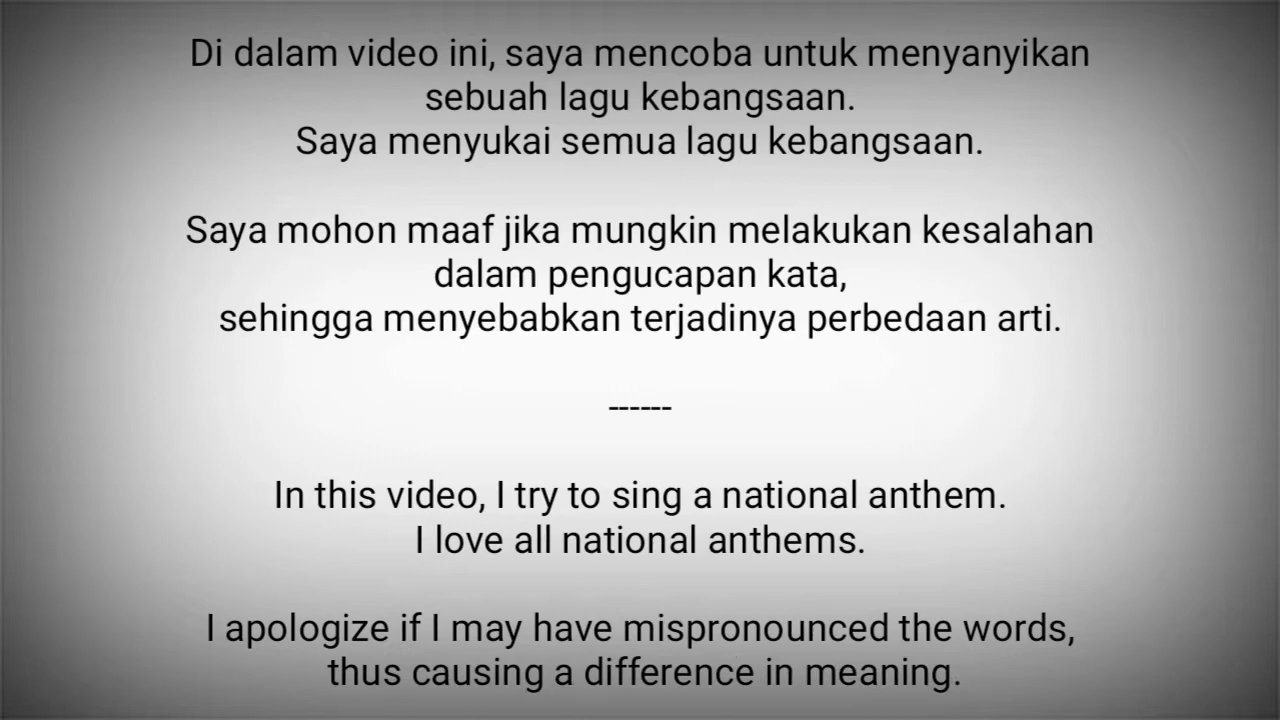 Di dalam video ini, saya mencoba untuk menyanyikan
sebuah lagu kebangsaan.
Saya menyukai semua lagu kebangsaan.
Saya mohon maaf jika mungkin melakukan kesalahan
dalam pengucapan kata,
sehingga menyebabkan terjadinya perbedaan arti.
------
In this video, I try to sing a national anthem.
I love all national anthems.
I apologize if I may have mispronounced the words,
thus causing a difference in meaning.